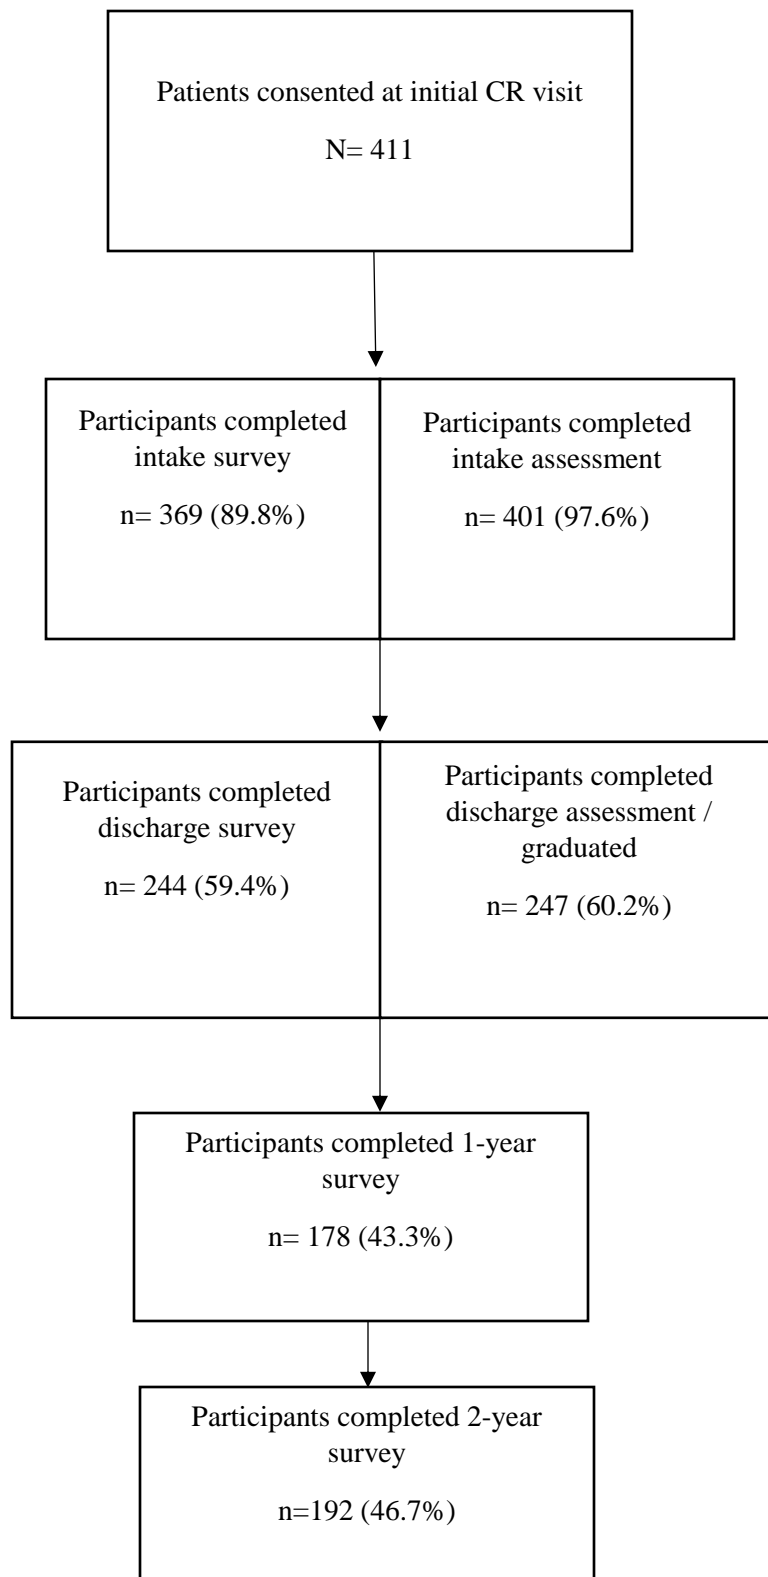 Patients consented at initial CR visit
N= 411
Participants completed
intake survey
n= 369 (89.8%)
Participants completed
intake assessment
n= 401 (97.6%)
Participants completed
discharge survey
n= 244 (59.4%)
Participants completed
discharge assessment /
graduated
n= 247 (60.2%)
Participants completed 1-year
survey
n= 178 (43.3%)
Participants completed 2-year
survey
n=192 (46.7%)